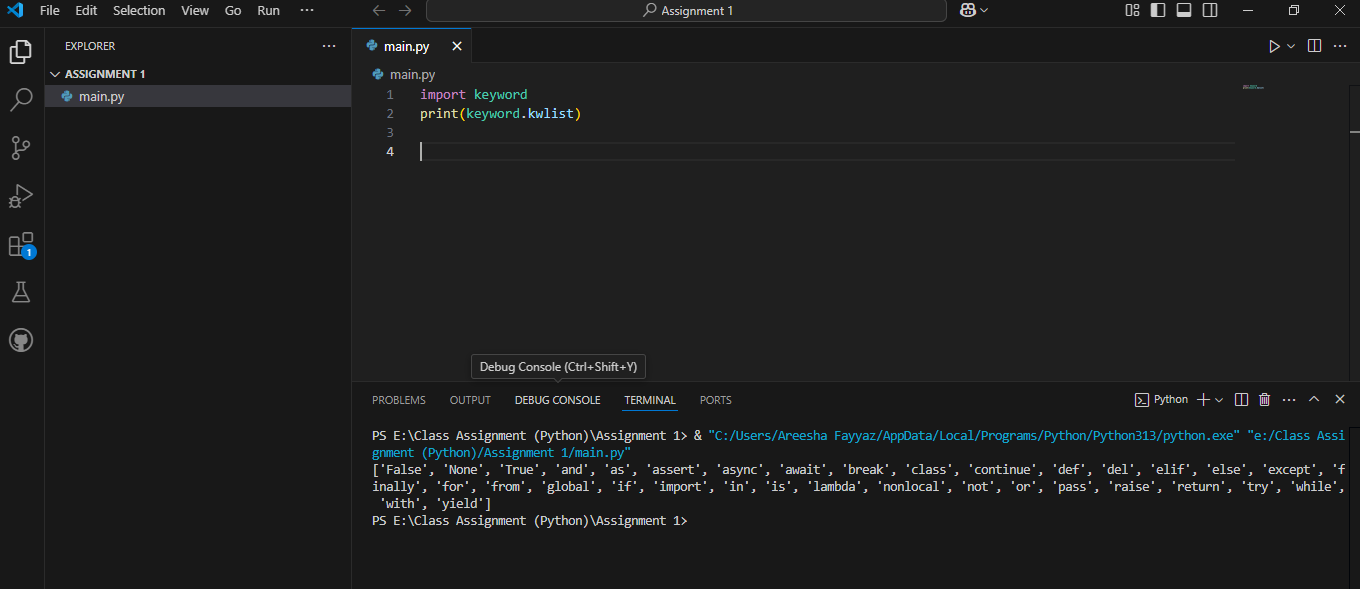 File Edit Selection View Go Run ··· Assignment 1
EXPLORER ···
ASSIGNMENT 1
main.py
1
main.py
main.py
1 import keyword
2 print(keyword.kwlist)
3
4
Debug Console (Ctrl+Shift+Y)
PROBLEMS OUTPUT DEBUG CONSOLE TERMINAL PORTS Python
PS E:\Class Assignment (Python)\Assignment 1> & "C:/Users/Areesha Fayyaz/AppData/Local/Programs/Python/Python313/python.exe" "e:/Class Assi
gnment (Python)/Assignment 1/main.py"
['False', 'None', 'True', 'and', 'as', 'assert', 'async', 'await', 'break', 'class', 'continue', 'def', 'del', 'elif', 'else', 'except', 'f
inally', 'for', 'from', 'global', 'if', 'import', 'in', 'is', 'lambda', 'nonlocal', 'not', 'or', 'pass', 'raise', 'return', 'try', 'while',
'with', 'yield']
PS E:\Class Assignment (Python)\Assignment 1>